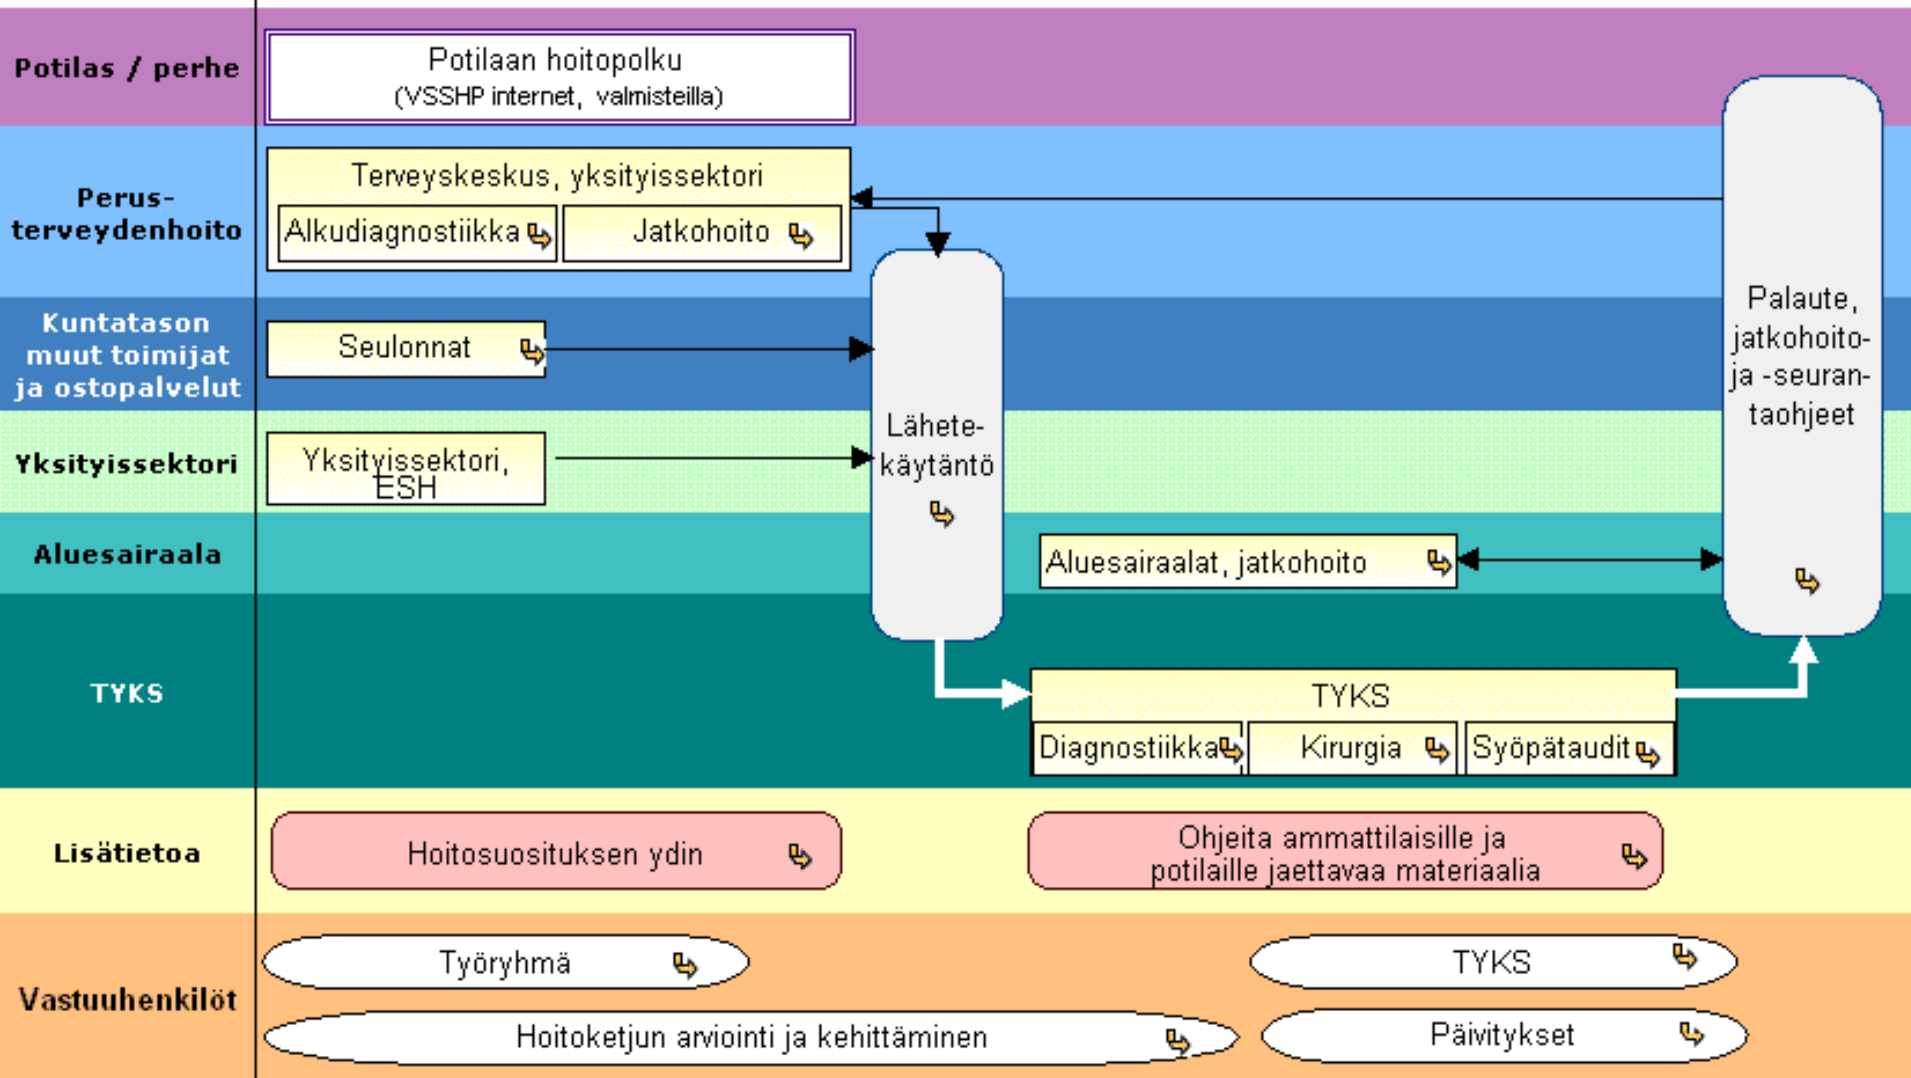 Potilas / perhe
Potilaan hoitopolku
(VSSHP internet, valmisteilla)
Perus-
terveydenhoito
Terveyskeskus, yksityissektori
Alkudiagnostiikka
Jatkohoito
Kuntatason
muut toimijat
ja ostopalvelut
Seulonnat
Yksityissektori
Yksityissektori,
ESH
Lähete-
käytäntö
Palaute,
jatkohoito-
ja -seuran-
taohjeet
Aluesairaala
Aluesairaalat, jatkohoito
TYKS
TYKS
Diagnostiikka
Kirurgia
Syöpätaudit
Lisätietoa
Hoitosuosituksen ydin
Ohjeita ammattilaisille ja
potilaille jaettavaa materiaalia
Vastuuhenkilöt
Työryhmä
TYKS
Hoitoketjun arviointi ja kehittäminen
Päivitykset